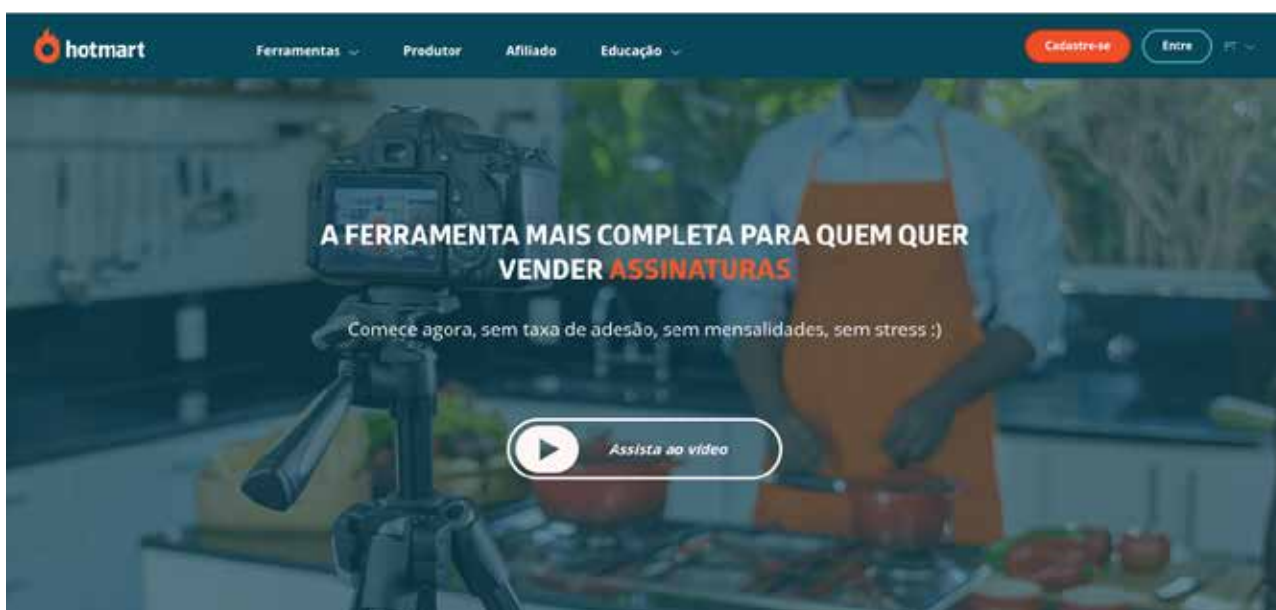 hotmart
Ferramentas
Produtor
Afiliado
Educação
Cadastre-se
Entre
PT
A FERRAMENTA MAIS COMPLETA PARA QUEM QUER
VENDER ASSINATURAS
Comece agora, sem taxa de adesão, sem mensalidades, sem stress :)
Assista ao vídeo